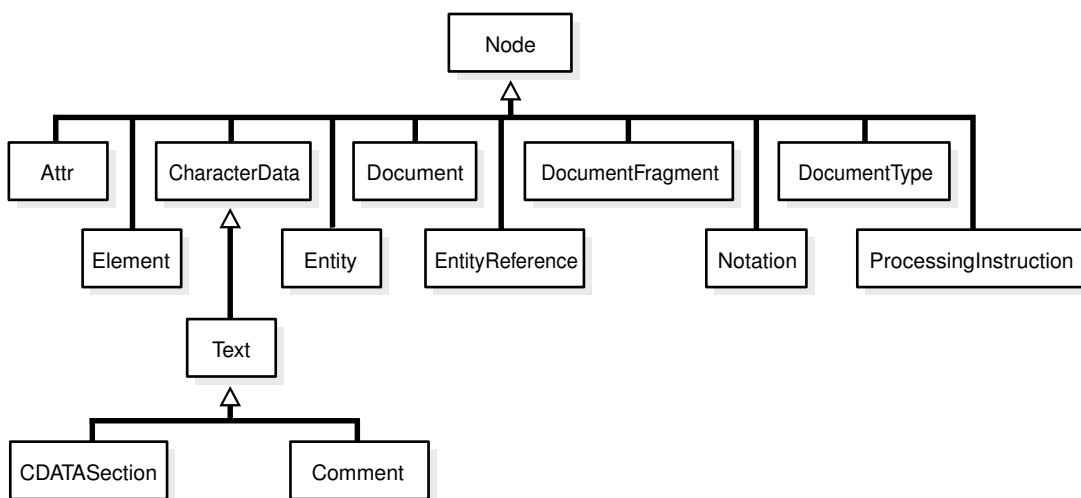 Node
Attr
CharacterData
Document
DocumentFragment
DocumentType
Element
Entity
EntityReference
Notation
ProcessingInstruction
Text
CDATASection
Comment